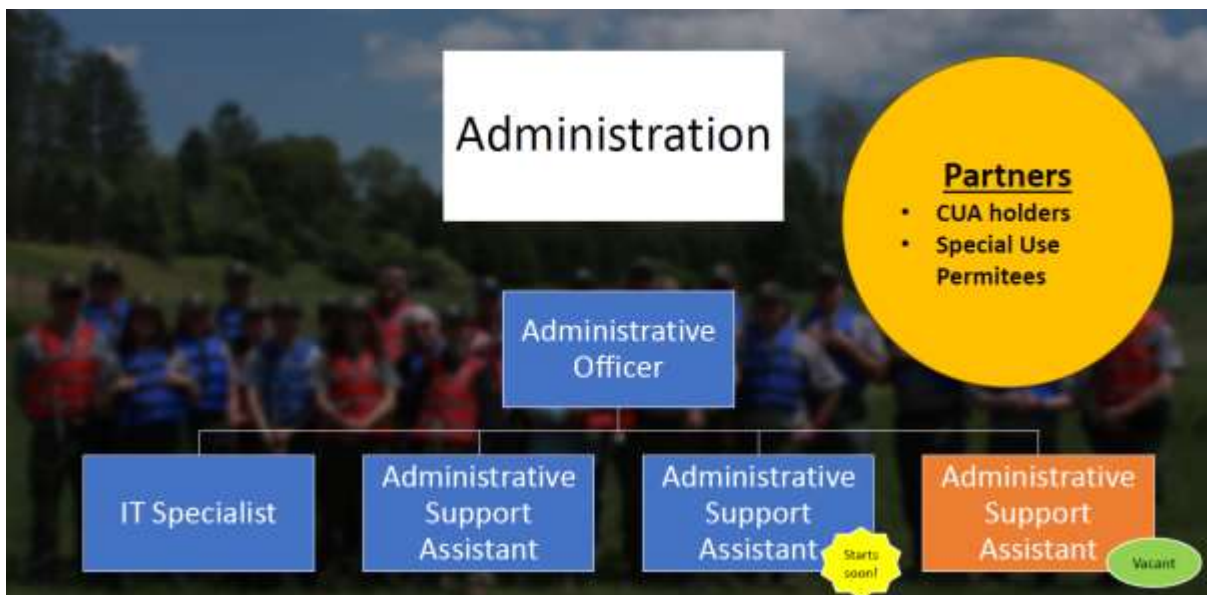 Administration
Partners
• CUA holders
• Special Use
Permitees
Administrative
Officer
IT Specialist
Administrative
Support
Assistant
Administrative
Support
Assistant
Starts
soon!
Administrative
Support
Assistant
Vacant